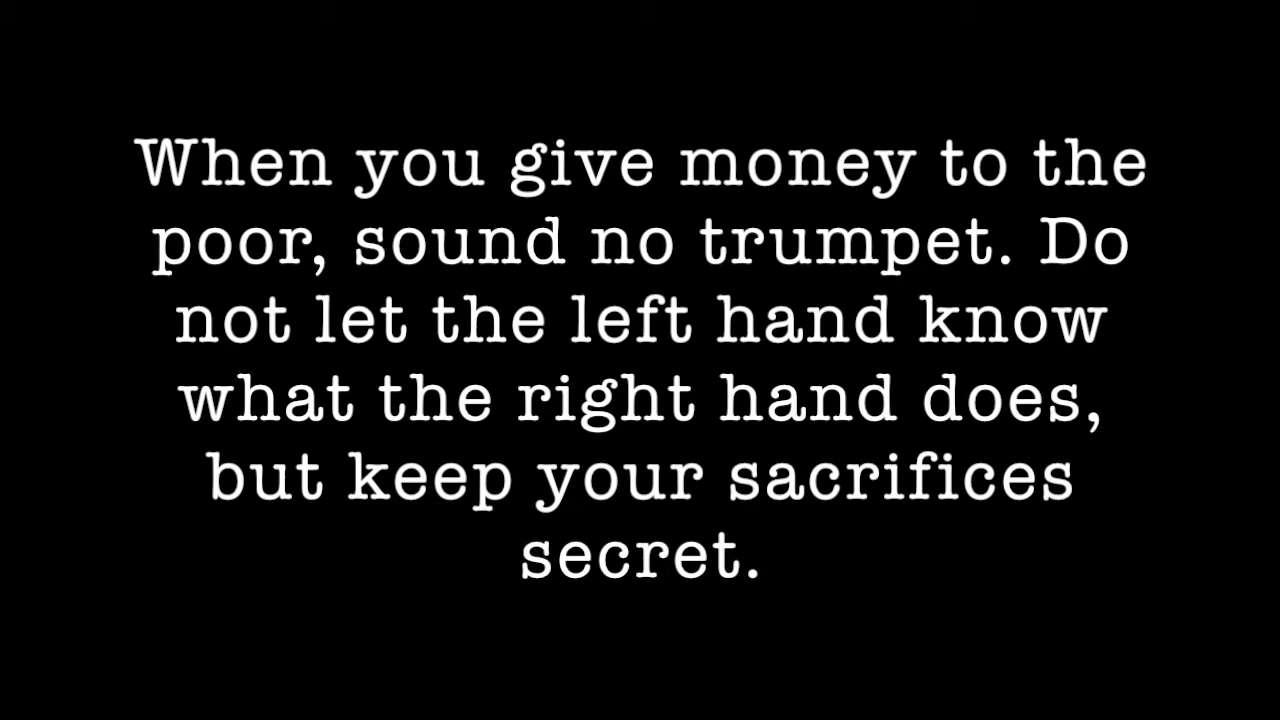 When you give money to the
poor, sound no trumpet. Do
not let the left hand know
what the right hand does,
but keep your sacrifices
secret.